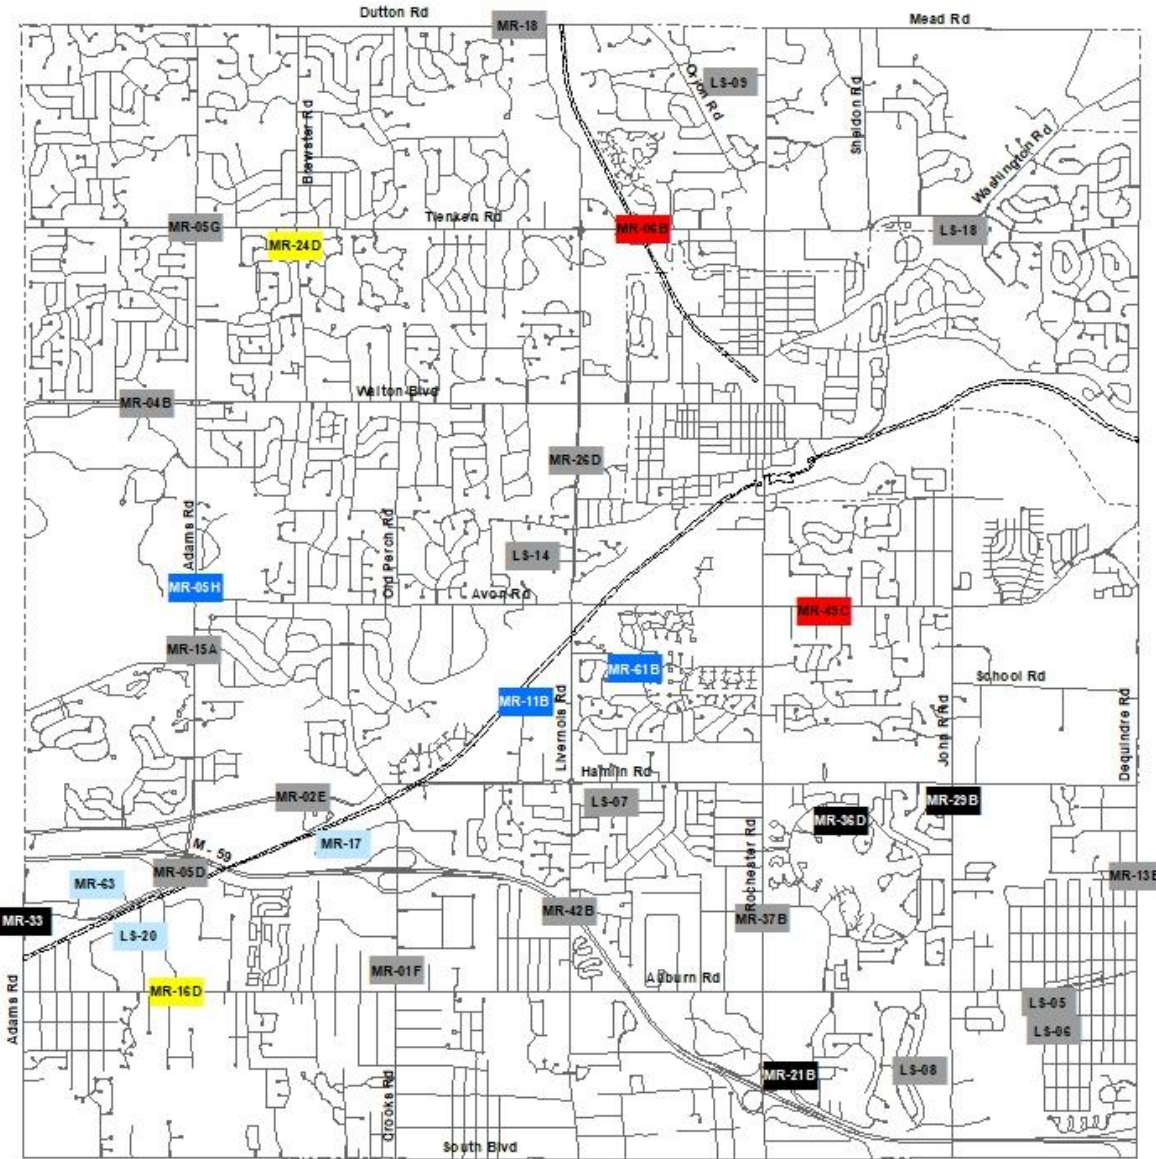 Dutton Rd
MR-18
Mead Rd
Orion Rd
LS-09
Sheldon Rd
Brewster Rd
Washington Rd
MR-05G
Tienken Rd
MR-06B
LS-18
MR-24D
Walton Blvd
MR-04B
MR-26D
Adams Rd
Old Perch Rd
LS-14
MR-05H
Avon Rd
MR-49C
MR-15A
MR-61B
School Rd
MR-11B
Livernois Rd
John R Rd
Dequindre Rd
Hamlin Rd
MR-02E
LS-07
MR-29B
MR-36D
MR-17
M - 59
MR-05D
MR-63
Rochester Rd
MR-13B
MR-33
LS-20
MR-42B
MR-37B
MR-01F
Auburn Rd
MR-16D
LS-05
Adams Rd
LS-06
MR-21B
LS-08
Crooks Rd
South Blvd